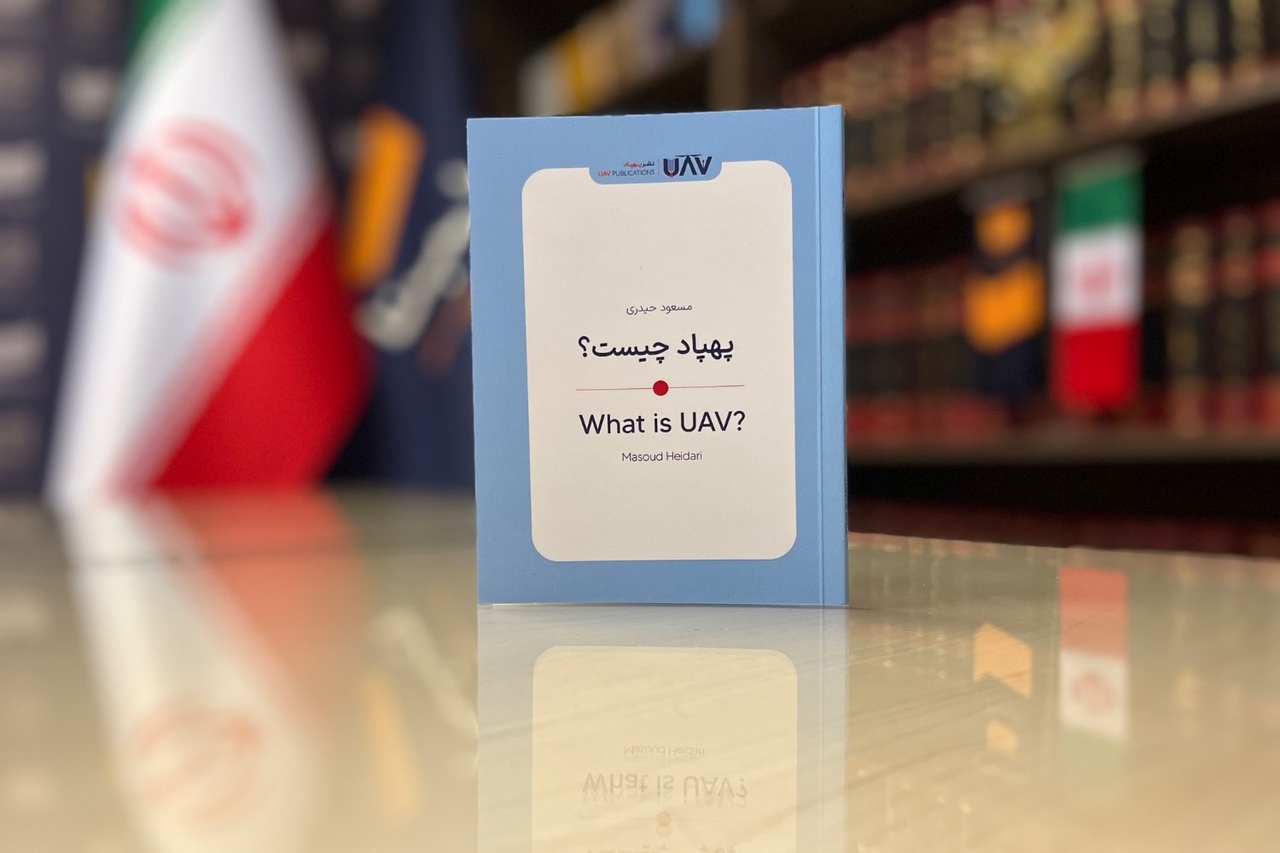 نشر پهپاد
UAV PUBLICATIONS
UAV
مسعود حیدری
پهپاد چیست؟
What is UAV?
Masoud Heidari